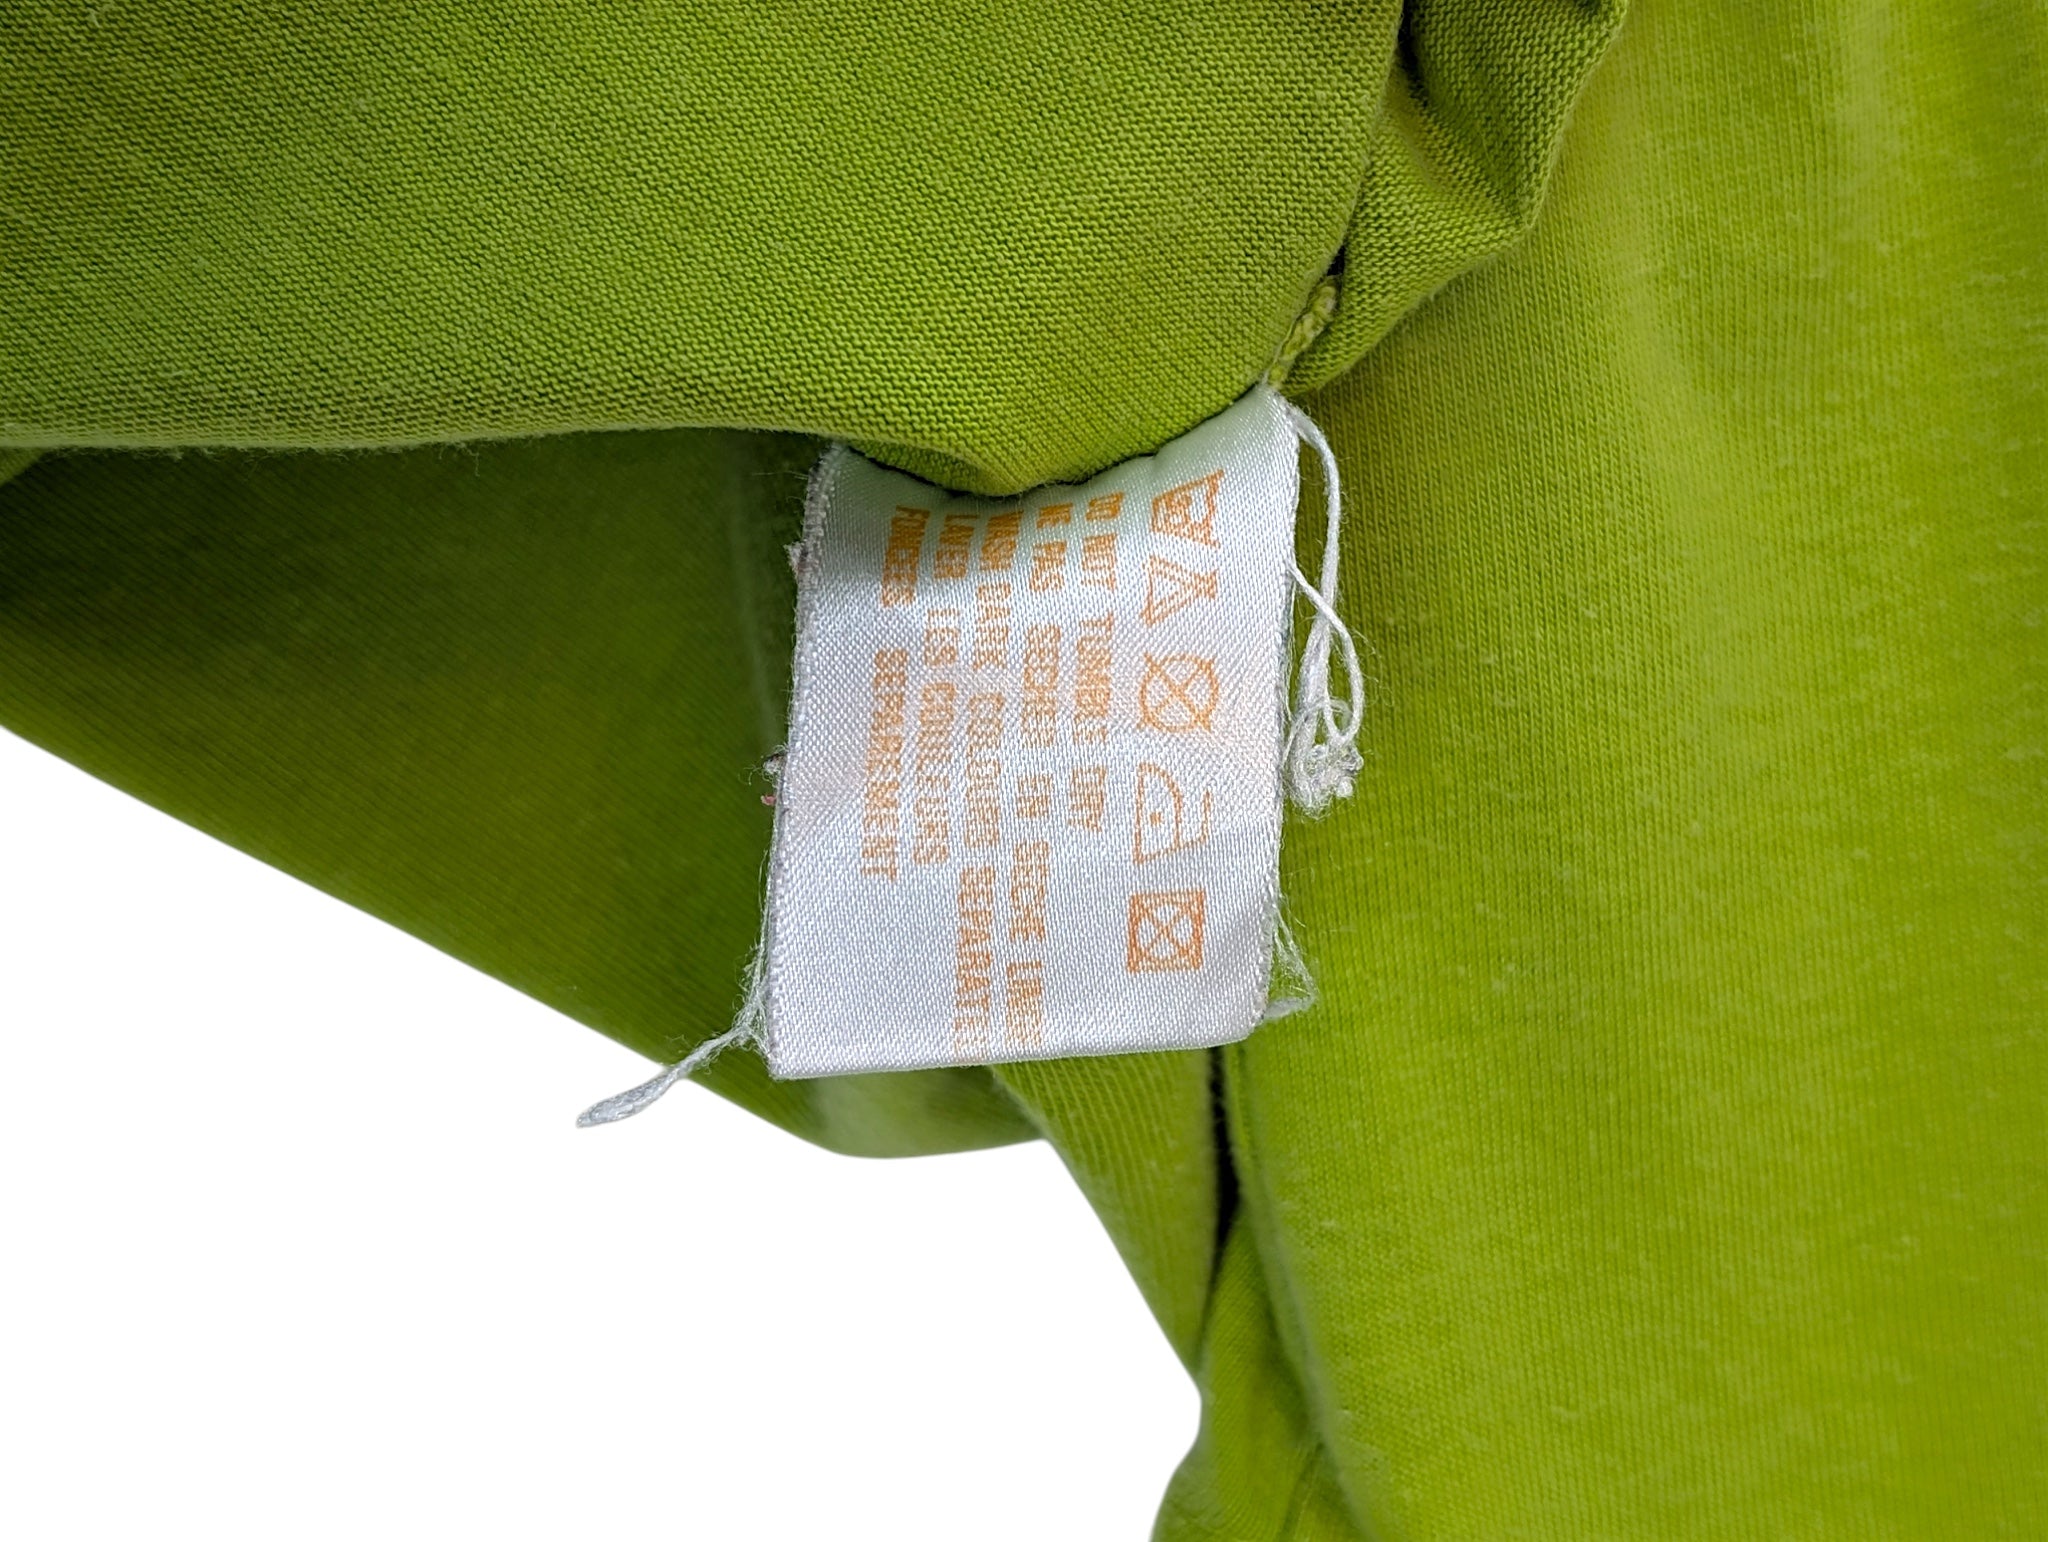 DO NOT TUMBLE DRY
NE PAS SECHER EN SECHE LINGE
WASH DARK COLOURS SEPARATELY
LAVER LES COULEURS
FONCEES SEPAREMENT